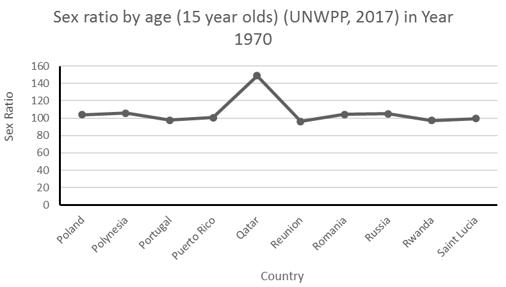 Sex ratio by age (15 year olds) (UNWPP, 2017) in Year
1970
160
140
120
100
80
60
40
20
0
Sex Ratio
Poland
Polynesia
Portugal
Puerto Rico
Qatar
Reunion
Romania
Russia
Rwanda
Saint Lucia
Country